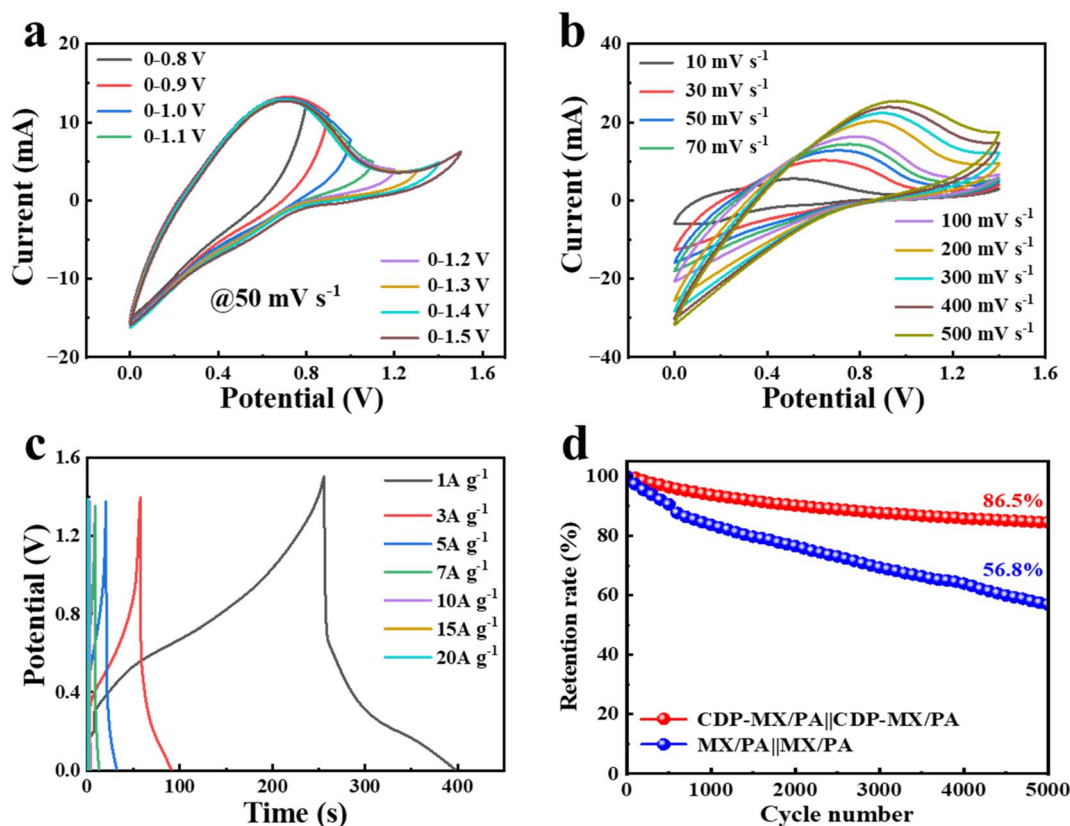 a
20
10
0
−10
−20
Current (mA)
0-0.8 V
0-0.9 V
0-1.0 V
0-1.1 V
@50 mV s-1
0-1.2 V
0-1.3 V
0-1.4 V
0-1.5 V
0.0 0.4 0.8 1.2 1.6
Potential (V)
b
40
20
0
−20
−40
Current (mA)
10 mV s-1
30 mV s-1
50 mV s-1
70 mV s-1
100 mV s-1
200 mV s-1
300 mV s-1
400 mV s-1
500 mV s-1
0.0 0.4 0.8 1.2 1.6
Potential (V)
c
1.6
1.2
0.8
0.4
0.0
Potential (V)
1A g-1
3A g-1
5A g-1
7A g-1
10A g-1
15A g-1
20A g-1
0 100 200 300 400
Time (s)
d
100
80
60
40
20
0
Retention rate (%)
86.5%
56.8%
CDP-MX/PA||CDP-MX/PA
MX/PA||MX/PA
0 1000 2000 3000 4000 5000
Cycle number